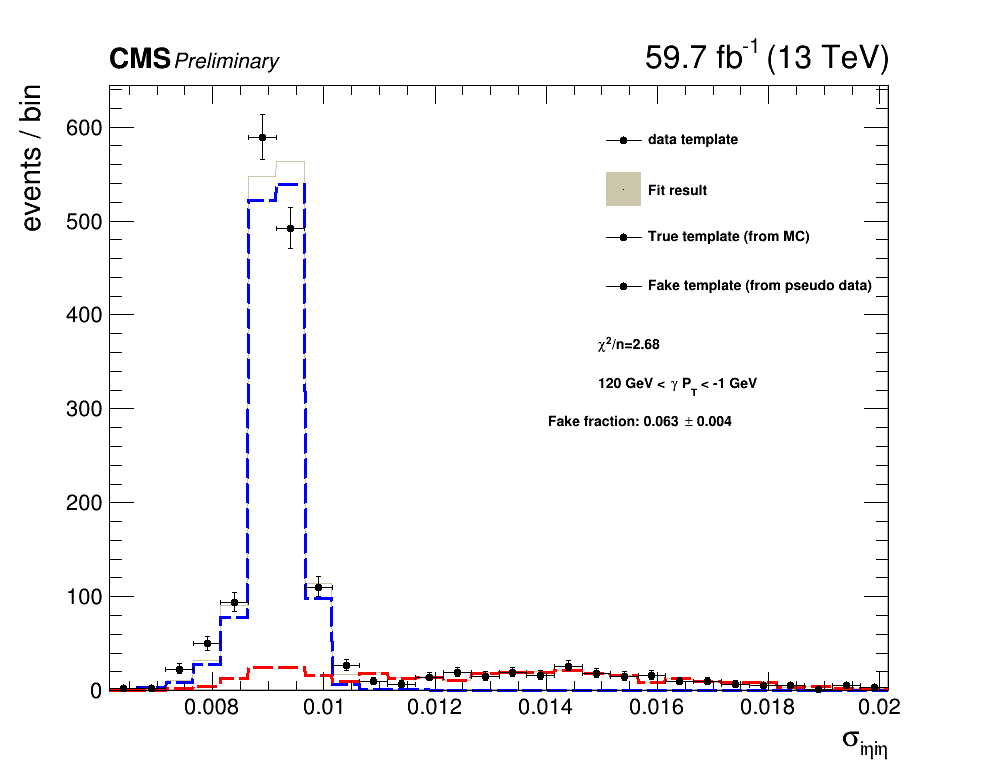 CMS Preliminary 59.7 fb⁻¹ (13 TeV)
events / bin
600
500
400
300
200
100
0
data template
Fit result
True template (from MC)
Fake template (from pseudo data)
χ²/n=2.68
120 GeV < γ P_T < -1 GeV
Fake fraction: 0.063 ± 0.004
0.008 0.01 0.012 0.014 0.016 0.018 0.02
σ_iηiη